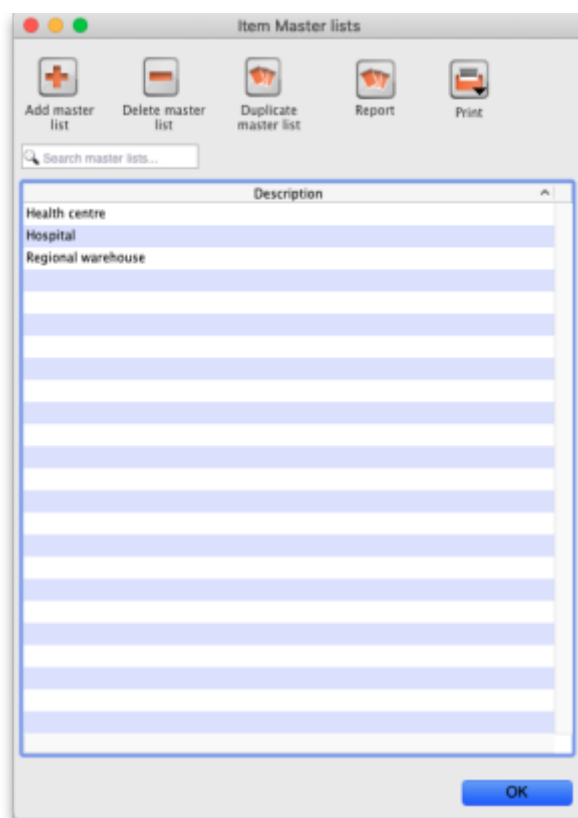 Item Master lists
Add master list
Delete master list
Duplicate master list
Report
Print
Search master lists...
Description
Health centre
Hospital
Regional warehouse
OK